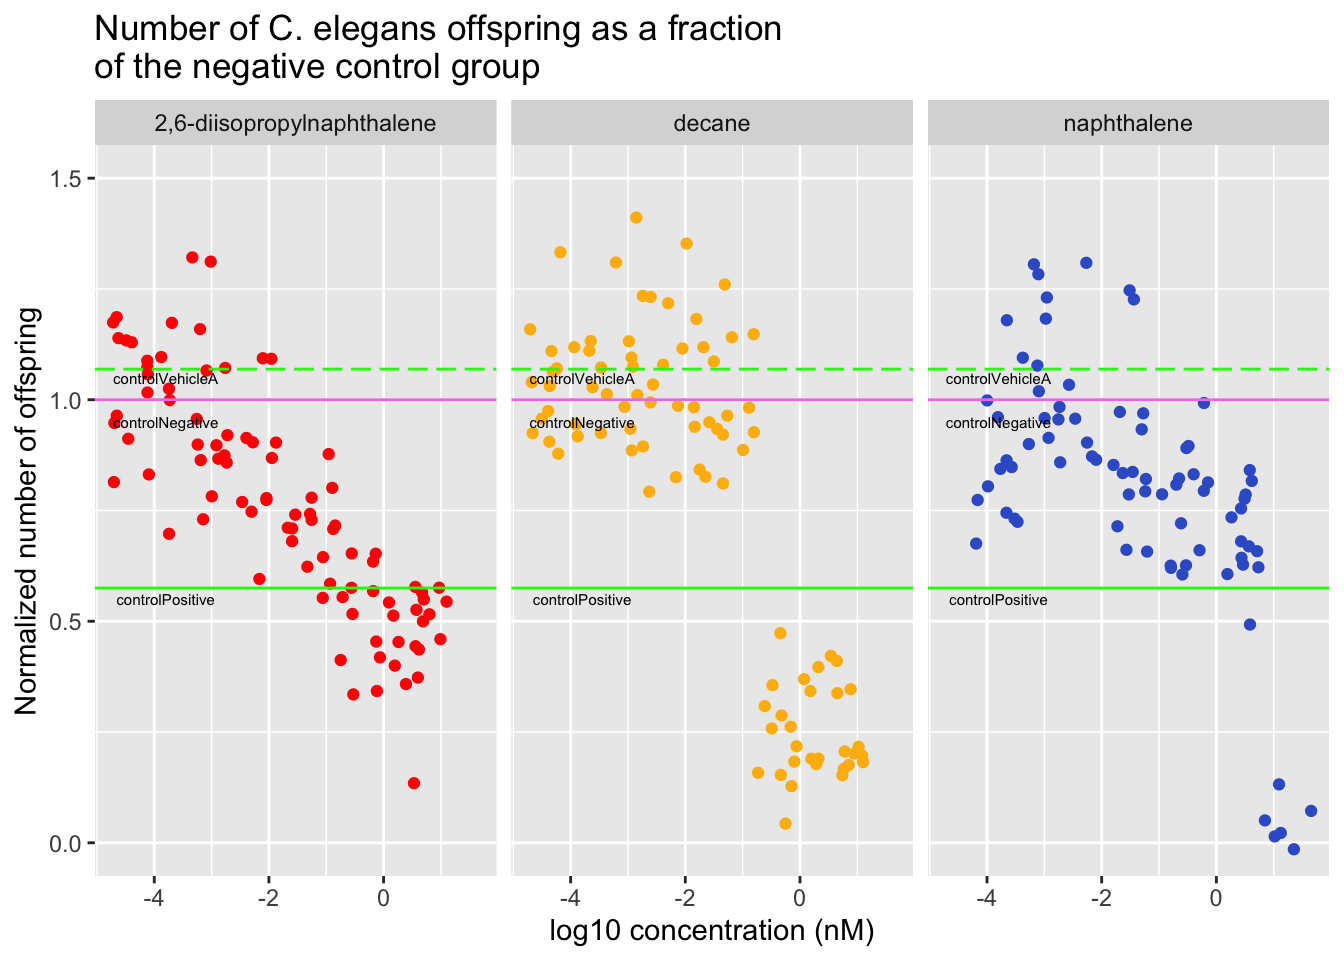 Number of C. elegans offspring as a fraction
of the negative control group
2,6-diisopropylnaphthalene
decane
naphthalene
Normalized number of offspring
1.5
1.0
0.5
0.0
controlVehicleA
controlNegative
controlPositive
controlVehicleA
controlNegative
controlPositive
controlVehicleA
controlNegative
controlPositive
-4 -2 0
-4 -2 0
-4 -2 0
log10 concentration (nM)